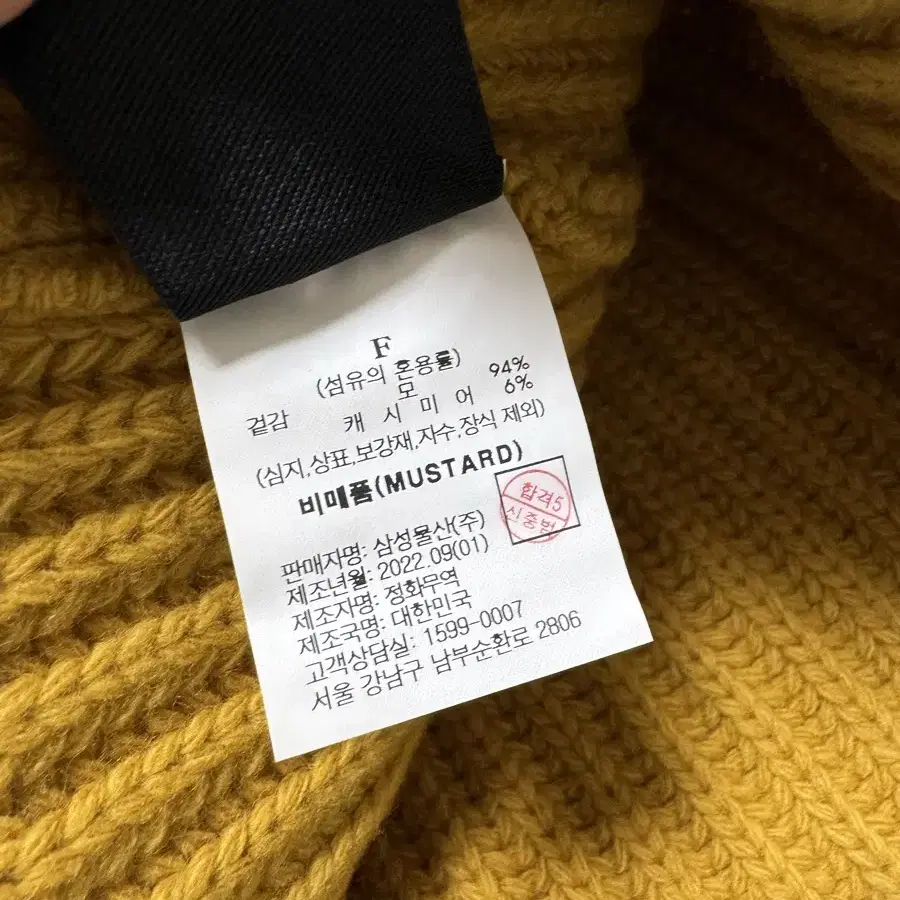 F
(섬유의 혼용률)
모 94%
겉감 캐시미어 6%
(심지,상표,보강재,자수,장식 제외)
비매품(MUSTARD)
합격5
신중범
판매자명: 삼성물산(주)
제조년월: 2022.09(01)
제조자명: 정화무역
제조국명: 대한민국
고객상담실: 1599-0007
서울 강남구 남부순환로 2806